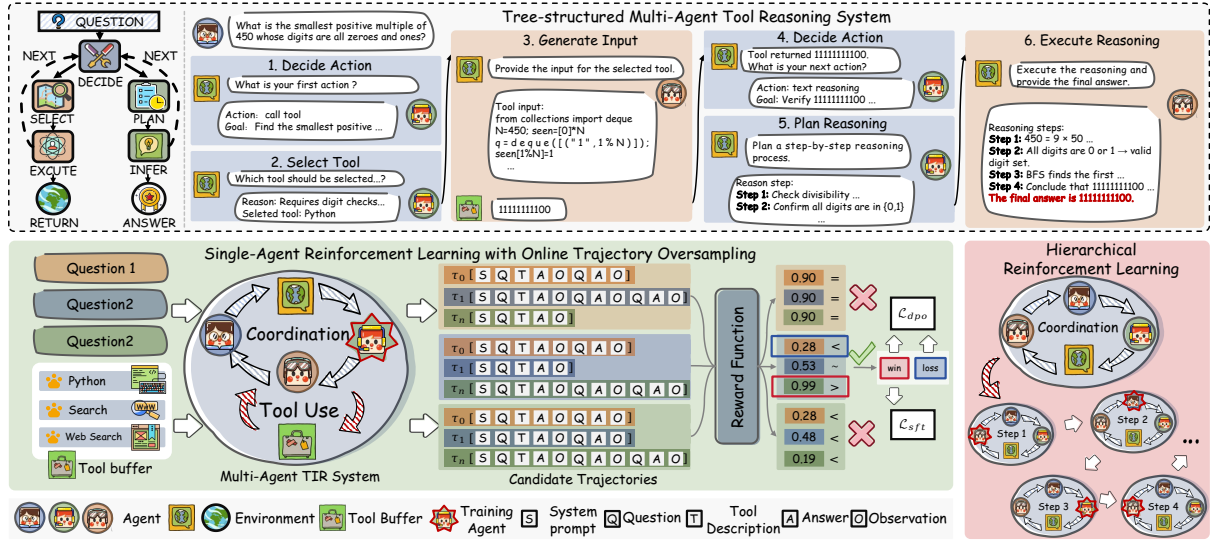 Tree-structured Multi-Agent Tool Reasoning System
? QUESTION
NEXT
NEXT
DECIDE
SELECT
PLAN
EXCUTE
INFER
RETURN
ANSWER
What is the smallest positive multiple of
450 whose digits are all zeroes and ones?
1. Decide Action
What is your first action ?
Action: call tool
Goal: Find the smallest positive ...
2. Select Tool
Which tool should be selected...?
Reason: Requires digit checks...
Seleted tool: Python
3. Generate Input
Provide the input for the selected tool.
Tool input:
from collections import deque
N=450; seen=[0]*N
q = d e q u e ( [ ( " 1 " , 1 % N ) ] ) ;
seen[1%N]=1
...
11111111100
4. Decide Action
Tool returned 11111111100.
What is your next action?
Action: text reasoning
Goal: Verify 11111111100 ...
5. Plan Reasoning
Plan a step-by-step reasoning
process.
Reason step:
Step 1: Check divisibility ...
Step 2: Confirm all digits are in {0,1}
...
6. Execute Reasoning
Execute the reasoning and
provide the final answer.
Reasoning steps:
Step 1: 450 = 9 × 50 ...
Step 2: All digits are 0 or 1 → valid
digit set.
Step 3: BFS finds the first ...
Step 4: Conclude that 11111111100 ...
The final answer is 11111111100.
Single-Agent Reinforcement Learning with Online Trajectory Oversampling
Question 1
Question2
Question2
Python
Search
Web Search
Tool buffer
Coordination
Tool Use
Multi-Agent TIR System
τ0 [ S Q T A O Q A O ]
τ1 [ S Q T A O Q A O Q A O ]
τn [ S Q T A O ]
τ0 [ S Q T A O Q A O ]
τ1 [ S Q T A O ]
τn [ S Q T A O Q A O Q A O ]
τ0 [ S Q T A O Q A O ]
τ1 [ S Q T A O Q A O ]
τn [ S Q T A O Q A O Q A O ]
Candidate Trajectories
Reward Function
0.90 =
0.90 =
0.90 =
0.28 <
0.53 ~
0.99 >
0.28 <
0.48 <
0.19 <
ℒdpo
win
loss
ℒsft
Hierarchical
Reinforcement Learning
Coordination
Step 1
Step 2
...
Step 3
Step 4
Agent
Environment
Tool Buffer
Training
Agent
S
System
prompt
Q Question
T
Tool
Description
A Answer
O Observation